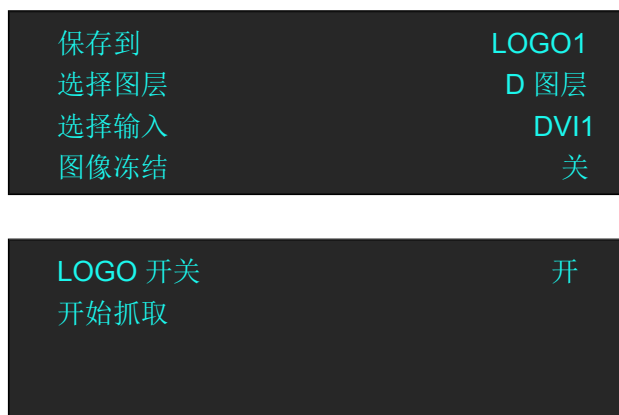 保存到 LOGO1
选择图层 D 图层
选择输入 DVI1
图像冻结 关
LOGO 开关 开
开始抓取